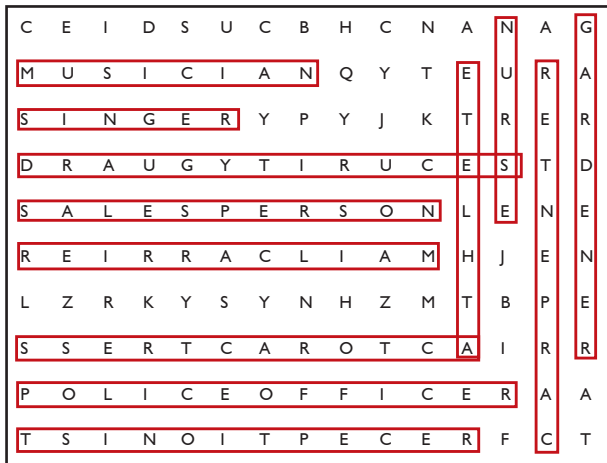 C E I D S U C B H C N A N A G
M U S I C I A N Q Y T E U R A
S I N G E R Y P Y J K T R E R
D R A U G Y T I R U C E S T D
S A L E S P E R S O N L E N E
R E I R R A C L I A M H J E N
L Z R K Y S Y N H Z M T B P E
S S E R T C A R O T C A I R R
P O L I C E O F F I C E R A A
T S I N O I T P E C E R F C T